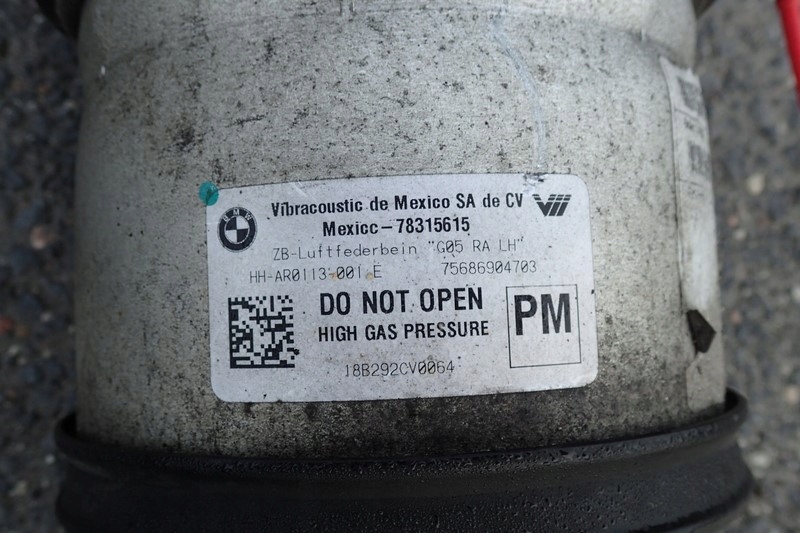 BMW
Vibracoustic de Mexico SA de CV
Mexicc-78315615
ZB-Luftfederbein "G05 RA LH"
HH-AR0113-001 E 75686904703
DO NOT OPEN
HIGH GAS PRESSURE
PM
18B292CV0064